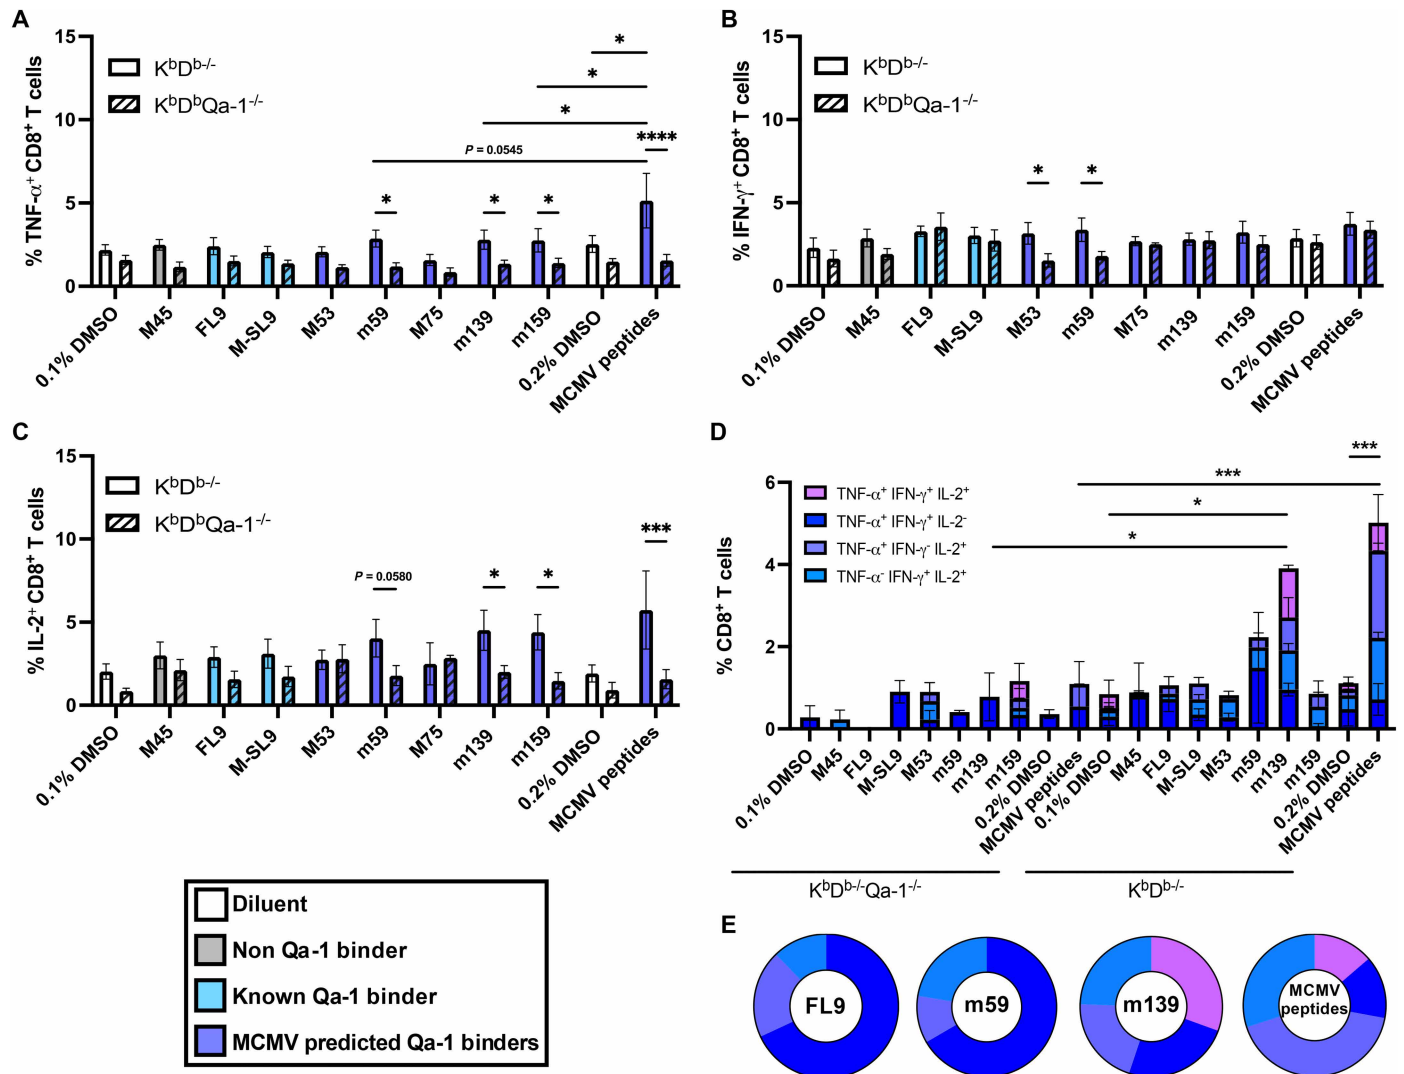 A
% TNF-α⁺ CD8⁺ T cells
15
10
5
0
KᵇDᵇ⁻/⁻
KᵇDᵇQa-1⁻/⁻
*
*
*
****
P = 0.0545
*
*
*
0.1% DMSO
M45
FL9
M-SL9
M53
m59
M75
m139
m159
0.2% DMSO
MCMV peptides
B
% IFN-γ⁺ CD8⁺ T cells
15
10
5
0
KᵇDᵇ⁻/⁻
KᵇDᵇQa-1⁻/⁻
*
*
0.1% DMSO
M45
FL9
M-SL9
M53
m59
M75
m139
m159
0.2% DMSO
MCMV peptides
C
% IL-2⁺ CD8⁺ T cells
15
10
5
0
KᵇDᵇ⁻/⁻
KᵇDᵇQa-1⁻/⁻
***
P = 0.0580
*
*
0.1% DMSO
M45
FL9
M-SL9
M53
m59
M75
m139
m159
0.2% DMSO
MCMV peptides
D
% CD8⁺ T cells
6
4
2
0
TNF-α⁺ IFN-γ⁺ IL-2⁺
TNF-α⁺ IFN-γ⁺ IL-2⁻
TNF-α⁺ IFN-γ⁻ IL-2⁺
TNF-α⁻ IFN-γ⁺ IL-2⁺
***
***
*
*
0.1% DMSO
M45
FL9
M-SL9
M53
m59
m139
m159
0.2% DMSO
MCMV peptides
0.1% DMSO
M45
FL9
M-SL9
M53
m59
m139
m159
0.2% DMSO
MCMV peptides
KᵇDᵇ⁻/⁻Qa-1⁻/⁻
KᵇDᵇ⁻/⁻
Diluent
Non Qa-1 binder
Known Qa-1 binder
MCMV predicted Qa-1 binders
E
FL9
m59
m139
MCMV
peptides